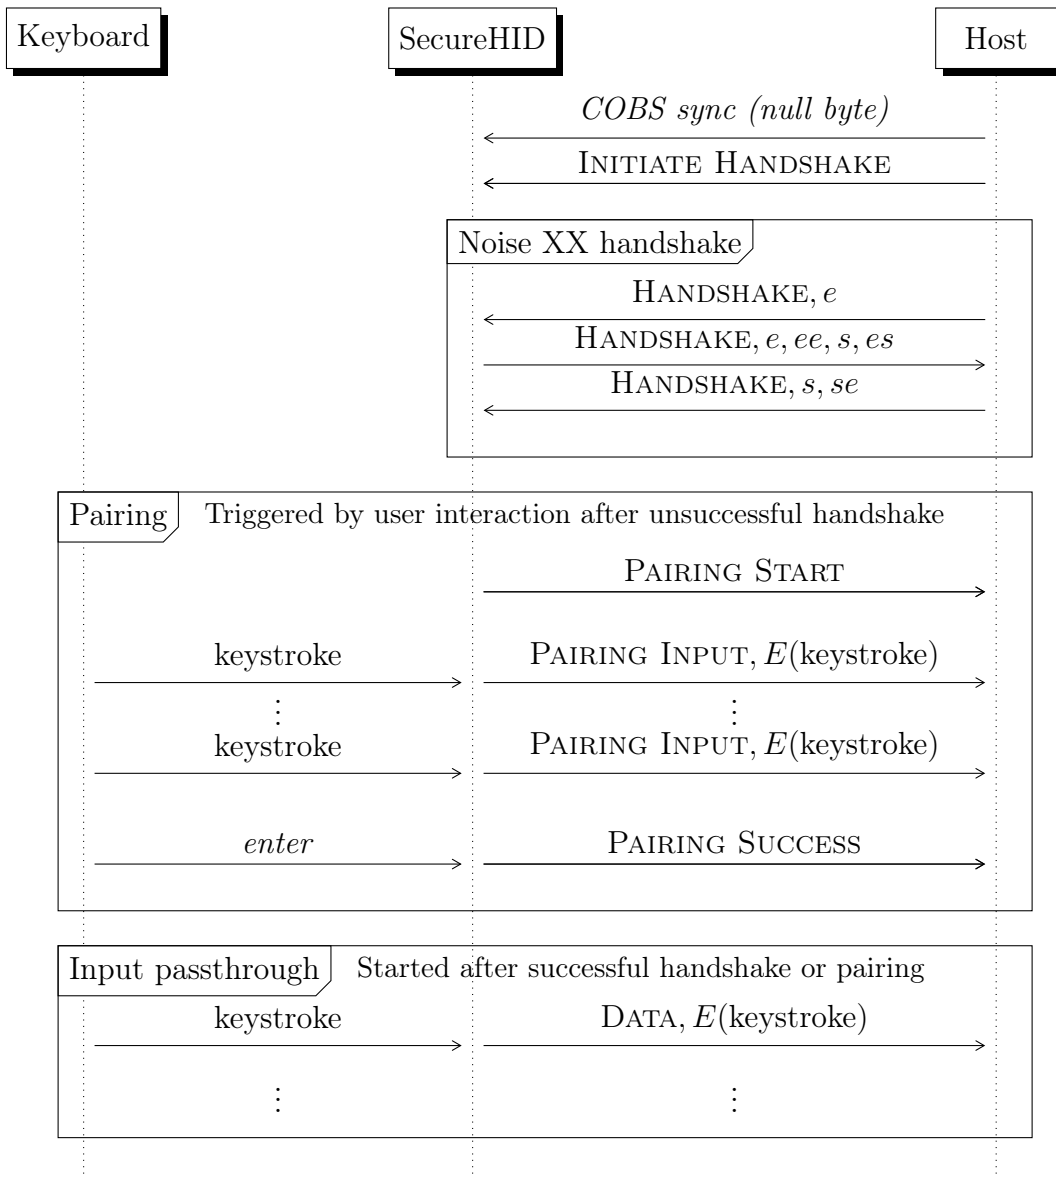 Keyboard SecureHID Host
COBS sync (null byte)
INITIATE HANDSHAKE
Noise XX handshake
HANDSHAKE, e
HANDSHAKE, e, ee, s, es
HANDSHAKE, s, se
Pairing Triggered by user interaction after unsuccessful handshake
PAIRING START
keystroke PAIRING INPUT, E(keystroke)
⋮ ⋮
keystroke PAIRING INPUT, E(keystroke)
enter PAIRING SUCCESS
Input passthrough Started after successful handshake or pairing
keystroke DATA, E(keystroke)
⋮ ⋮